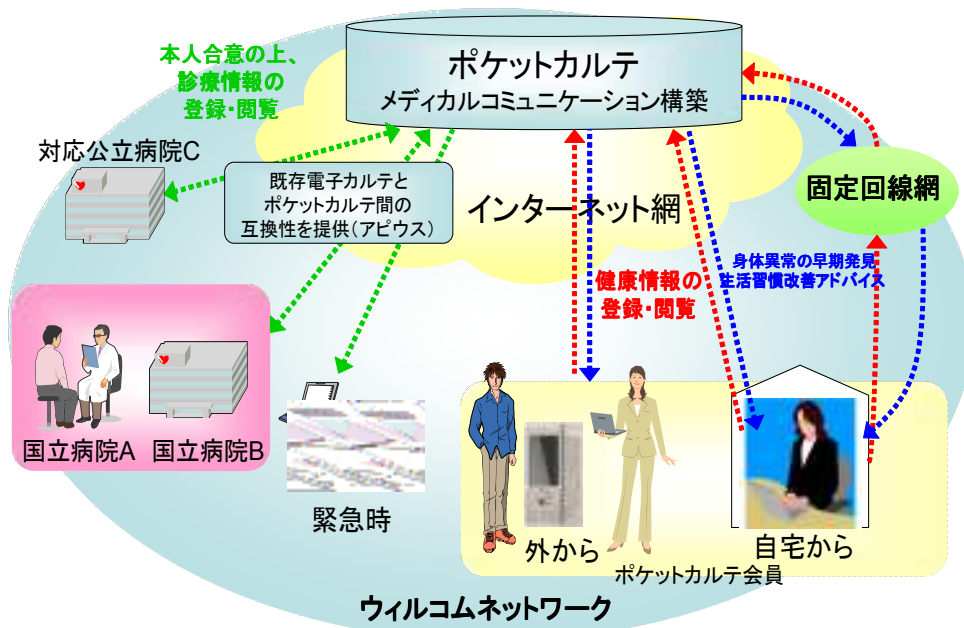 本人合意の上、
診療情報の
登録・閲覧
ポケットカルテ
メディカルコミュニケーション構築
対応公立病院C
既存電子カルテと
ポケットカルテ間の
互換性を提供(アピウス)
インターネット網
固定回線網
健康情報の
登録・閲覧
身体異常の早期発見
生活習慣改善アドバイス
国立病院A
国立病院B
緊急時
外から
自宅から
ポケットカルテ会員
ウィルコムネットワーク